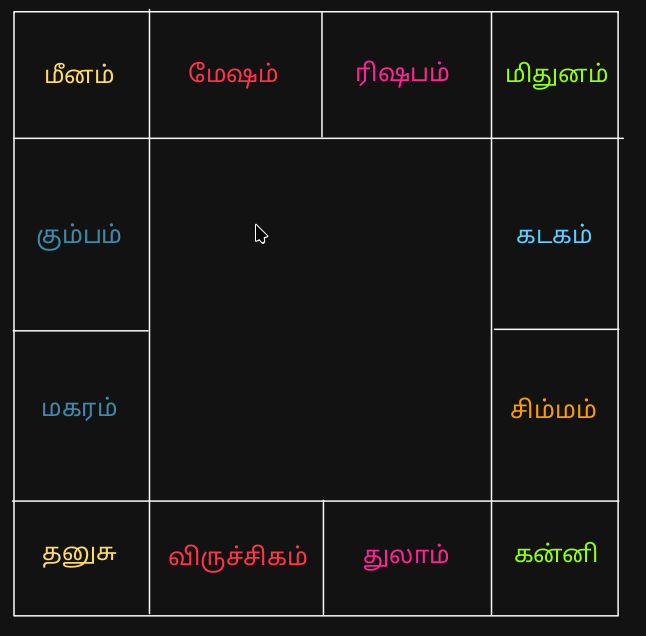 மீனம்
மேஷம்
ரிஷபம்
மிதுனம்
கும்பம்
கடகம்
மகரம்
சிம்மம்
தனுசு
விருச்சிகம்
துலாம்
கன்னி